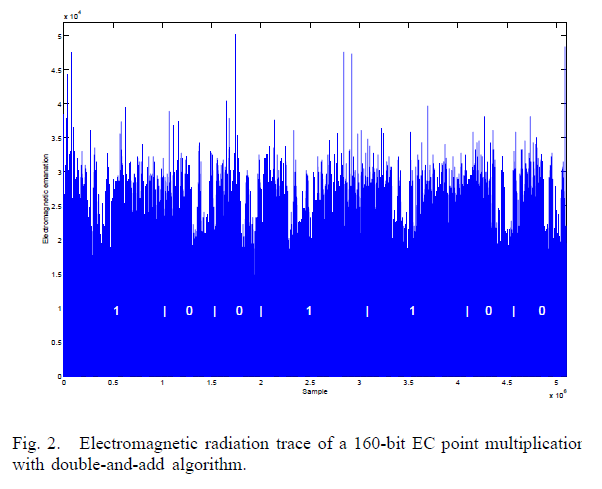 x 10⁴
5
4.5
4
3.5
3
2.5
2
1.5
1
0.5
0
Electromagnetic emanation
1 | 0 | 0 | 1 | 1 | 0 | 0
0 0.5 1 1.5 2 2.5 3 3.5 4 4.5 5
Sample
x 10⁶
Fig. 2. Electromagnetic radiation trace of a 160-bit EC point multiplication
with double-and-add algorithm.